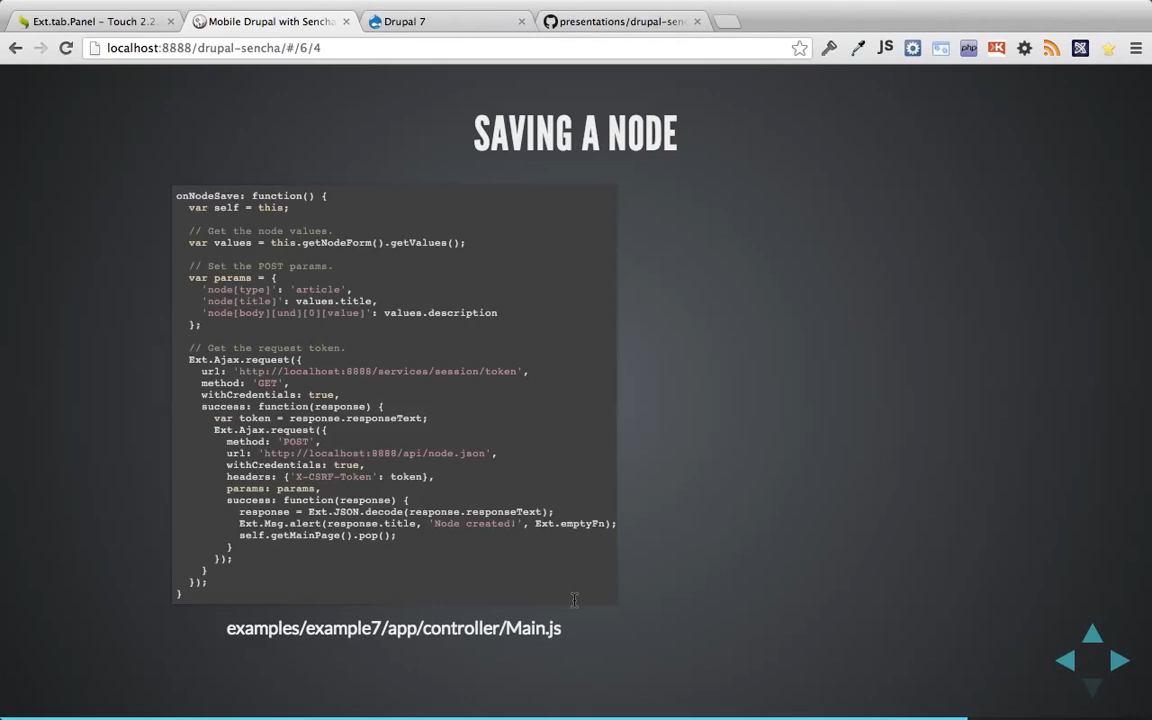 Ext.tab.Panel - Touch 2.2.
Mobile Drupal with Sencha
Drupal 7
presentations/drupal-sen
localhost:8888/drupal-sencha/#/6/4
JS
php
SAVING A NODE
onNodeSave: function() {
var self = this;
// Get the node values.
var values = this.getNodeForm().getValues();
// Set the POST params.
var params = {
'node[type]': 'article',
'node[title]': values.title,
'node[body][und][0][value]': values.description
};
// Get the request token.
Ext.Ajax.request({
url: 'http://localhost:8888/services/session/token',
method: 'GET',
withCredentials: true,
success: function(response) {
var token = response.responseText;
Ext.Ajax.request({
method: 'POST',
url: 'http://localhost:8888/api/node.json',
withCredentials: true,
headers: {'X-CSRF-Token': token},
params: params,
success: function(response) {
response = Ext.JSON.decode(response.responseText);
Ext.Msg.alert(response.title, 'Node created!', Ext.emptyFn);
self.getMainPage().pop();
}
});
}
});
}
examples/example7/app/controller/Main.js